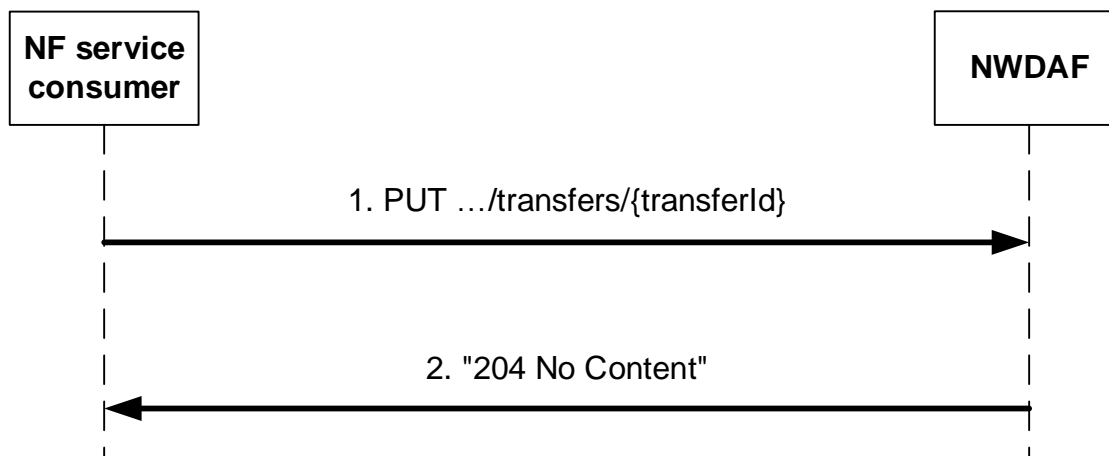 NF service
consumer
NWDAF
1. PUT …/transfers/{transferId}
2. "204 No Content"